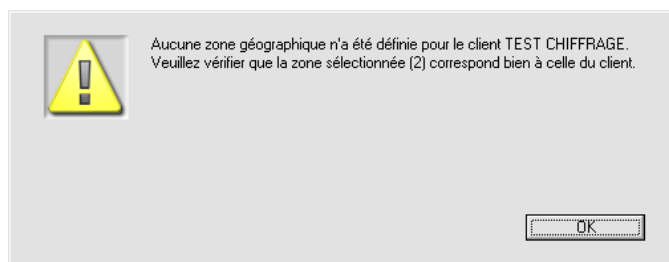 Aucune zone géographique n'a été définie pour le client TEST CHIFFRAGE.
Veuillez vérifier que la zone sélectionnée (2) correspond bien à celle du client.
OK